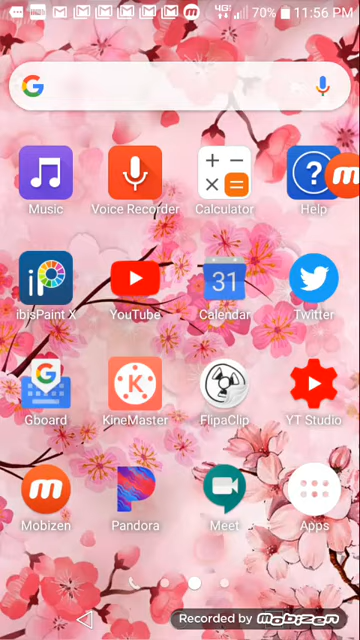 4G 70% 11:56 PM
G
Music Voice Recorder Calculator Help
31
ibisPaint X YouTube Calendar Twitter
Gboard KineMaster FlipaClip YT Studio
Mobizen Pandora Meet Apps
Recorded by Mobizen